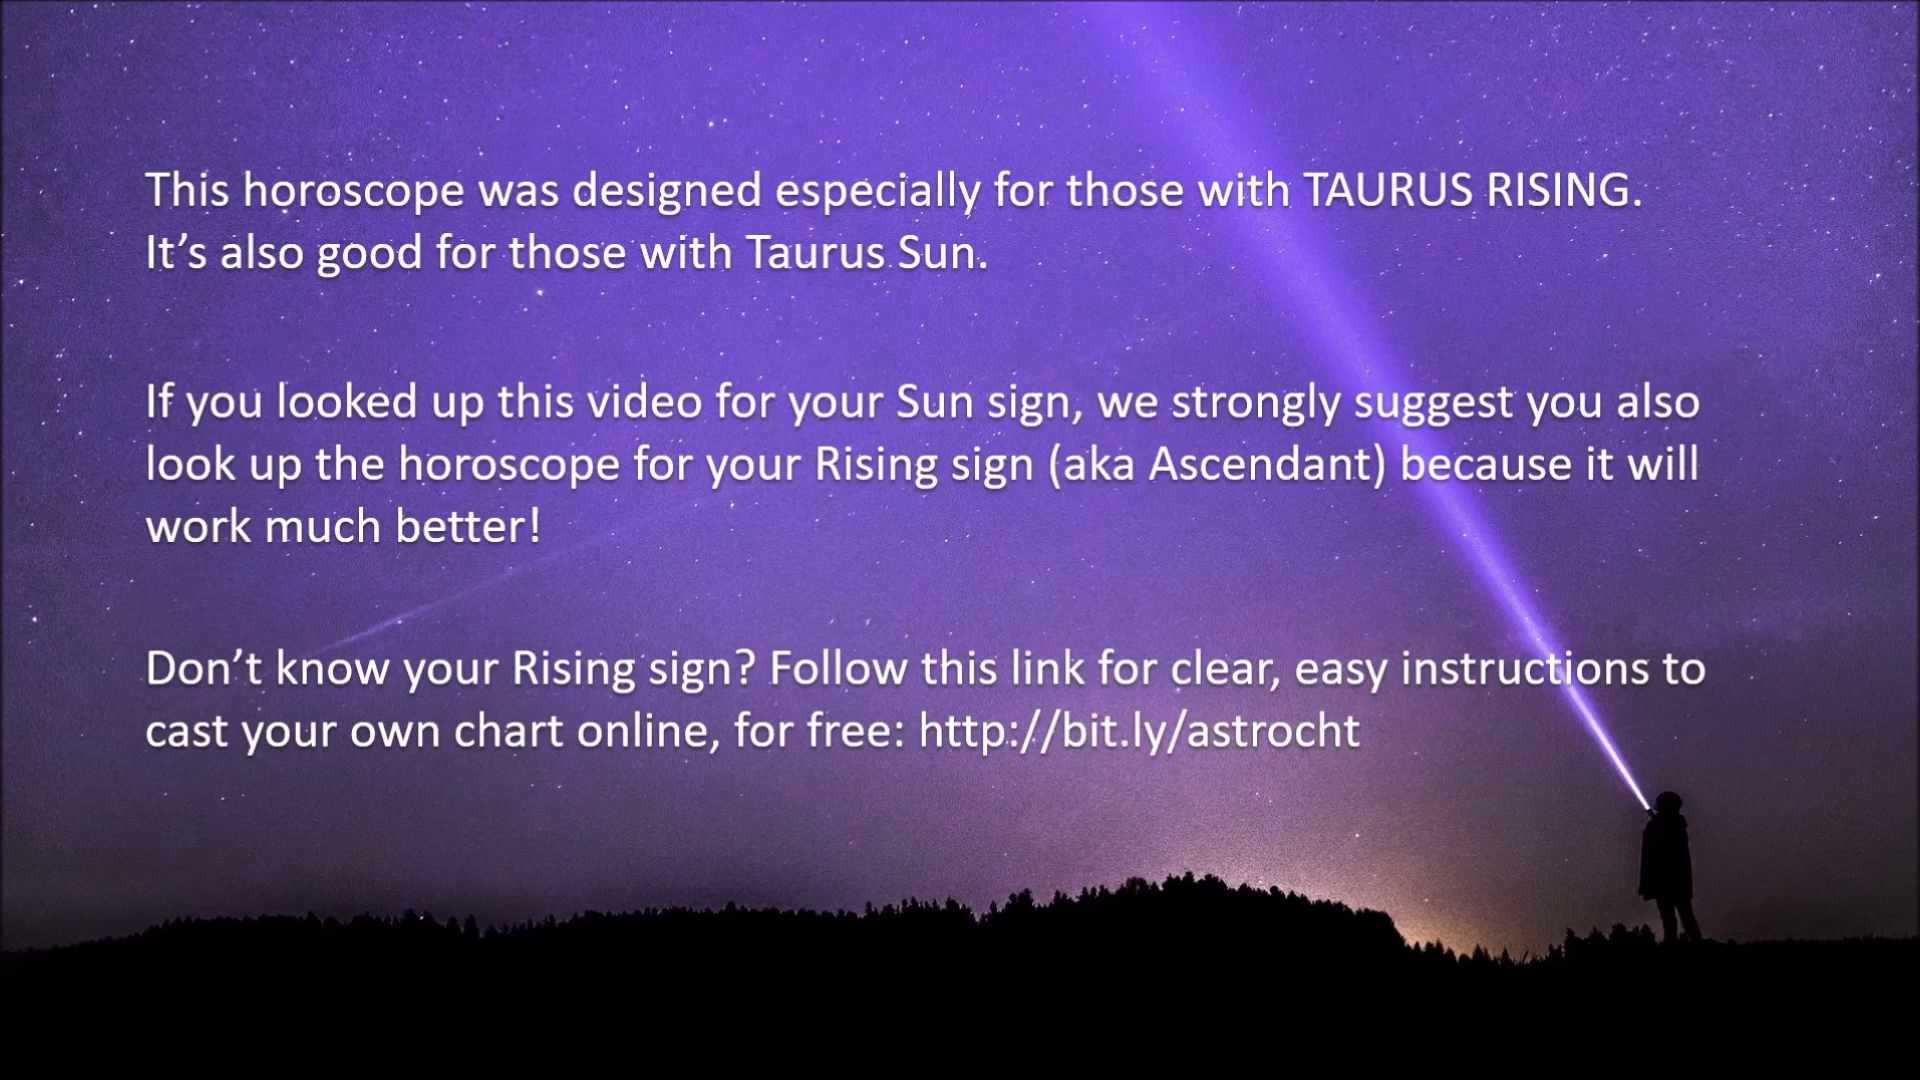 This horoscope was designed especially for those with TAURUS RISING.
It’s also good for those with Taurus Sun.
If you looked up this video for your Sun sign, we strongly suggest you also
look up the horoscope for your Rising sign (aka Ascendant) because it will
work much better!
Don’t know your Rising sign? Follow this link for clear, easy instructions to
cast your own chart online, for free: http://bit.ly/astrocht